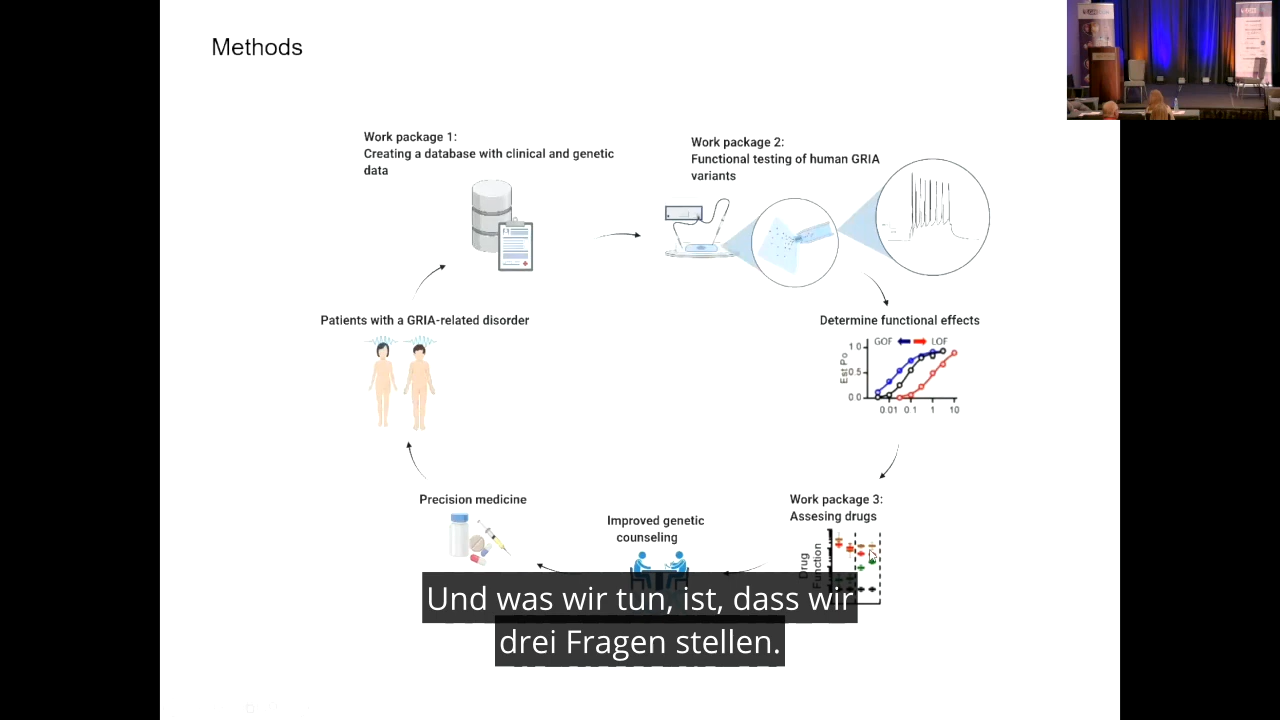 Methods
Work package 1:
Creating a database with clinical and genetic
data
Work package 2:
Functional testing of human GRIA
variants
Patients with a GRIA-related disorder
Determine functional effects
GOF
LOF
Est Po
1 0
0.5
0.0
0 01 0.1 1 10
Precision medicine
Improved genetic
counseling
Work package 3:
Assesing drugs
Drug
Function
Und was wir tun, ist, dass wir
drei Fragen stellen.